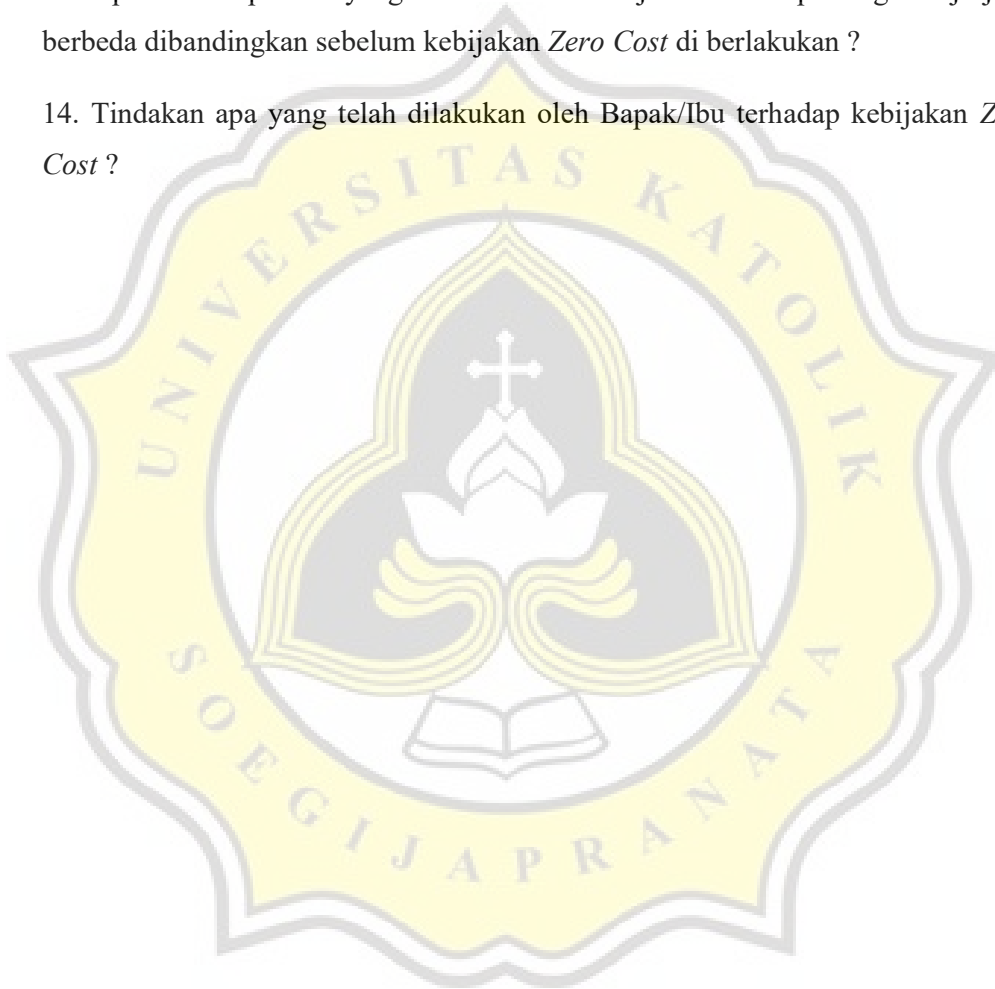 berbeda dibandingkan sebelum kebijakan Zero Cost di berlakukan ?
14. Tindakan apa yang telah dilakukan oleh Bapak/Ibu terhadap kebijakan Z
Cost ?
UNIVERSITAS KATOLIK
SOEGIJAPRANATA